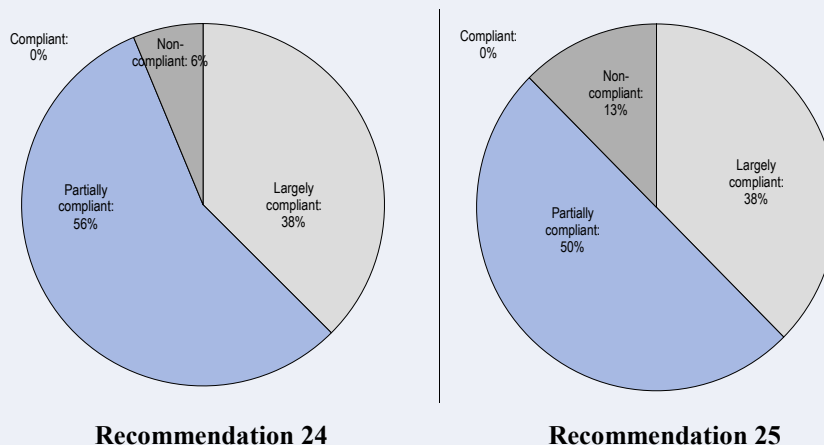 Compliant:
0%
Non-
compliant: 6%
Partially
compliant:
56%
Largely
compliant:
38%
Recommendation 24
Compliant:
0%
Non-
compliant:
13%
Largely
compliant:
38%
Partially
compliant:
50%
Recommendation 25